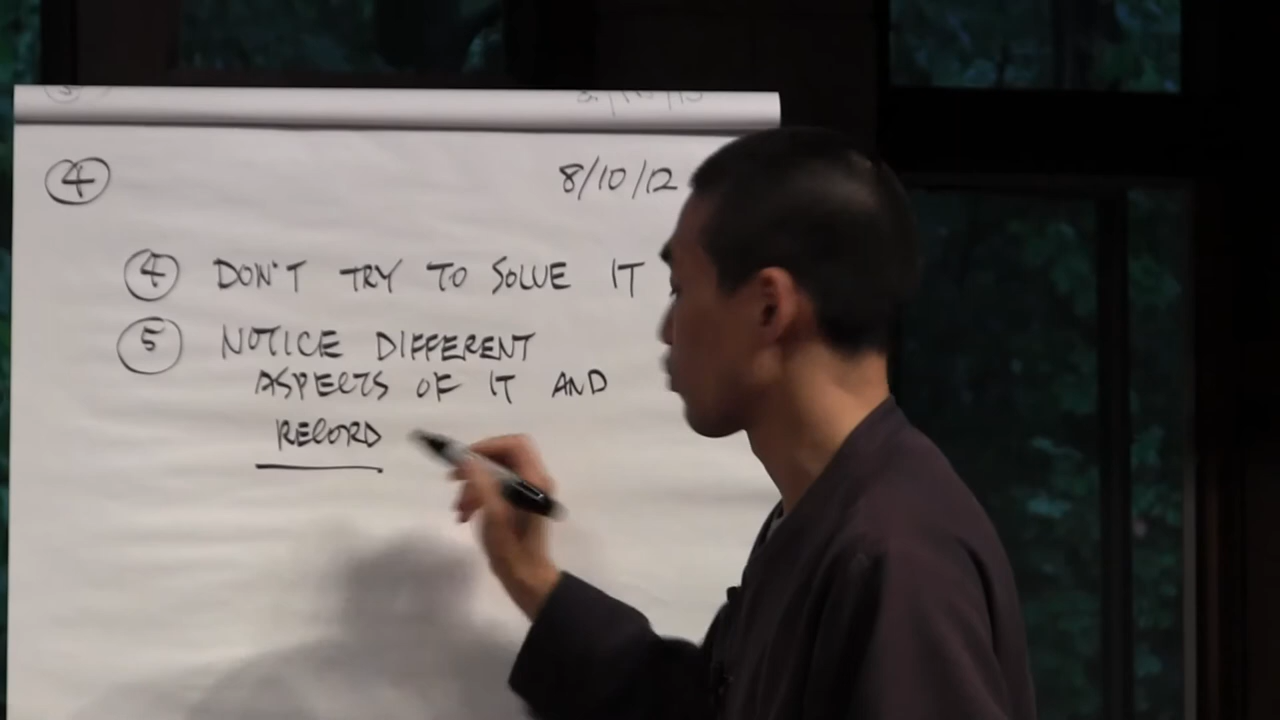 ④ 8/10/12
④ DON'T TRY TO SOLVE IT
⑤ NOTICE DIFFERENT
ASPECTS OF IT AND
RECORD